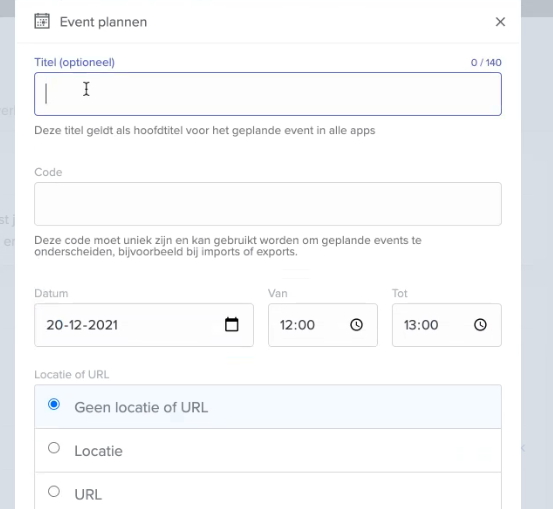 Event plannen
Titel (optioneel)
0 / 140
Deze titel geldt als hoofdtitel voor het geplande event in alle apps
Code
Deze code moet uniek zijn en kan gebruikt worden om geplande events te
onderscheiden, bijvoorbeeld bij imports of exports.
Datum
Van
Tot
20-12-2021
12:00
13:00
Locatie of URL
Geen locatie of URL
Locatie
URL